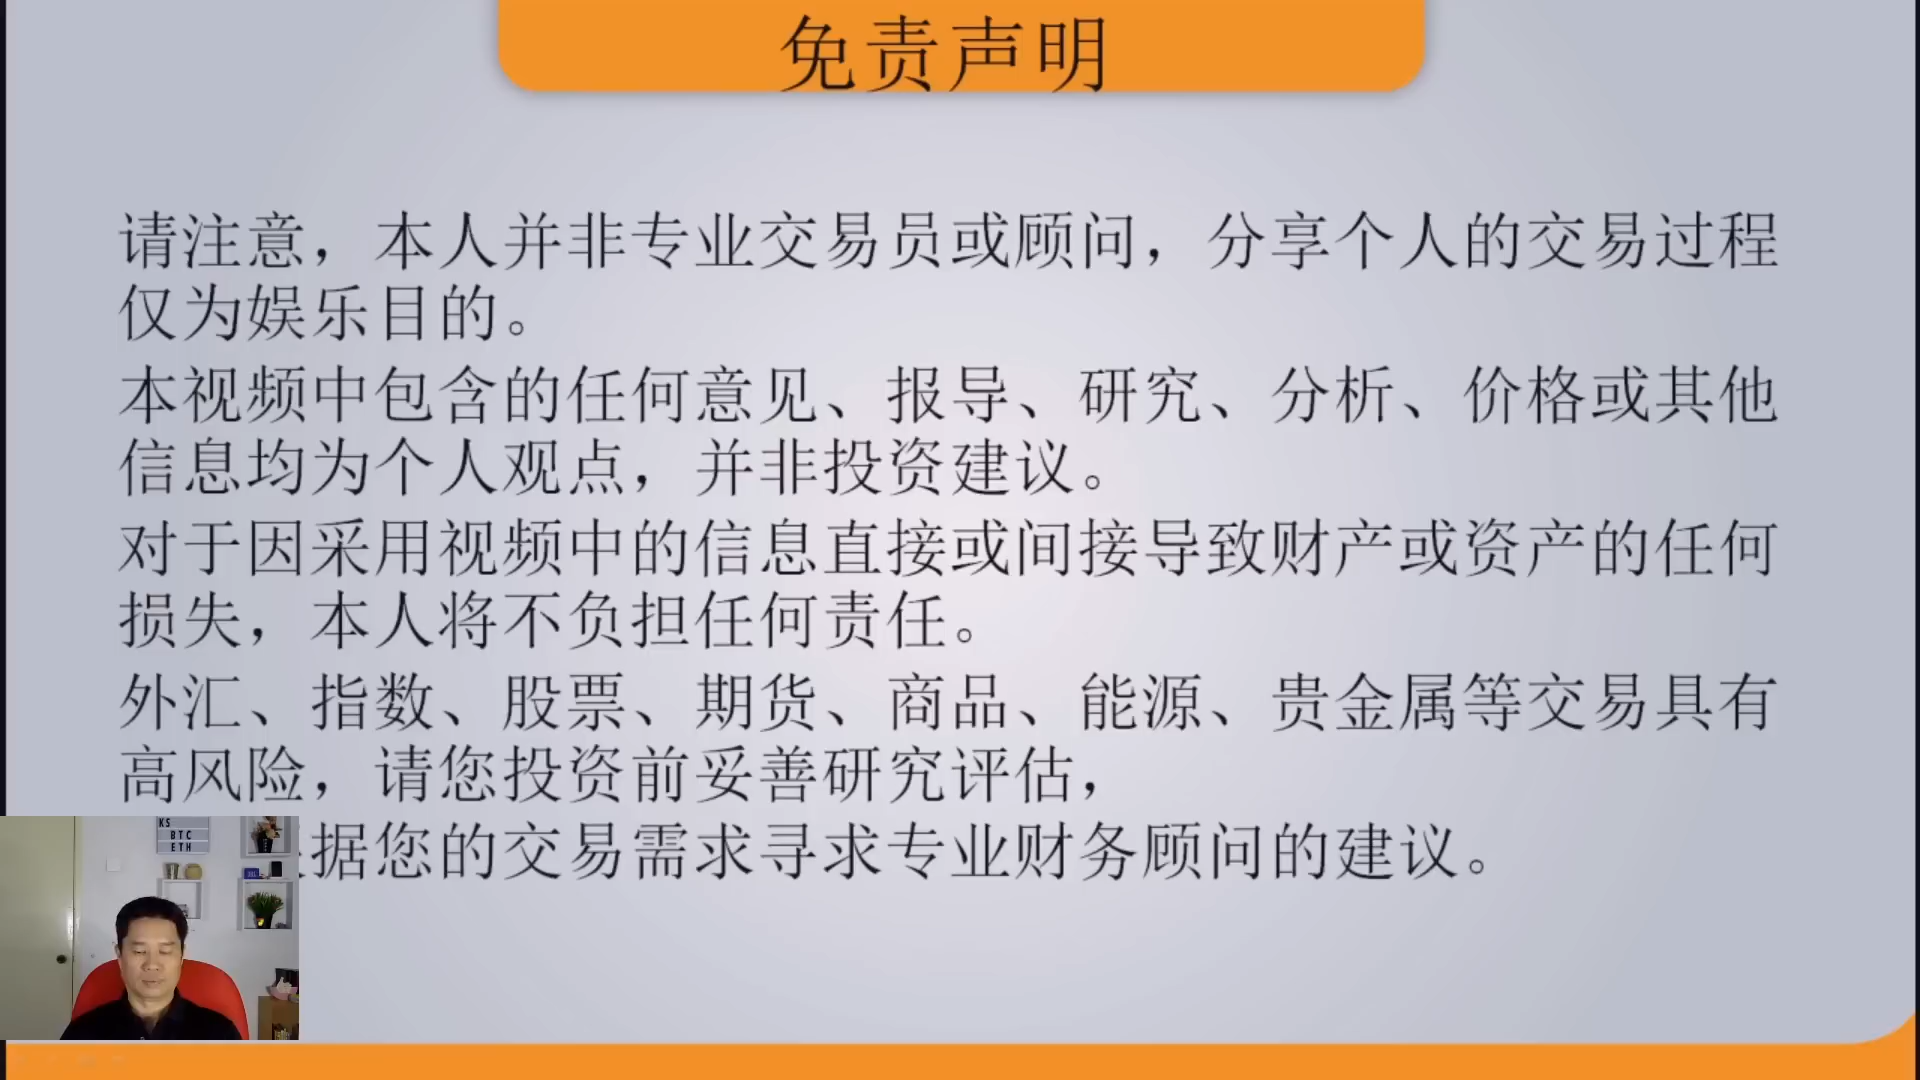 免责声明
请注意，本人并非专业交易员或顾问，分享个人的交易过程
仅为娱乐目的。
本视频中包含的任何意见、报导、研究、分析、价格或其他
信息均为个人观点，并非投资建议。
对于因采用视频中的信息直接或间接导致财产或资产的任何
损失，本人将不负担任何责任。
外汇、指数、股票、期货、商品、能源、贵金属等交易具有
高风险，请您投资前妥善研究评估，
据您的交易需求寻求专业财务顾问的建议。
KS
BTC
ETH